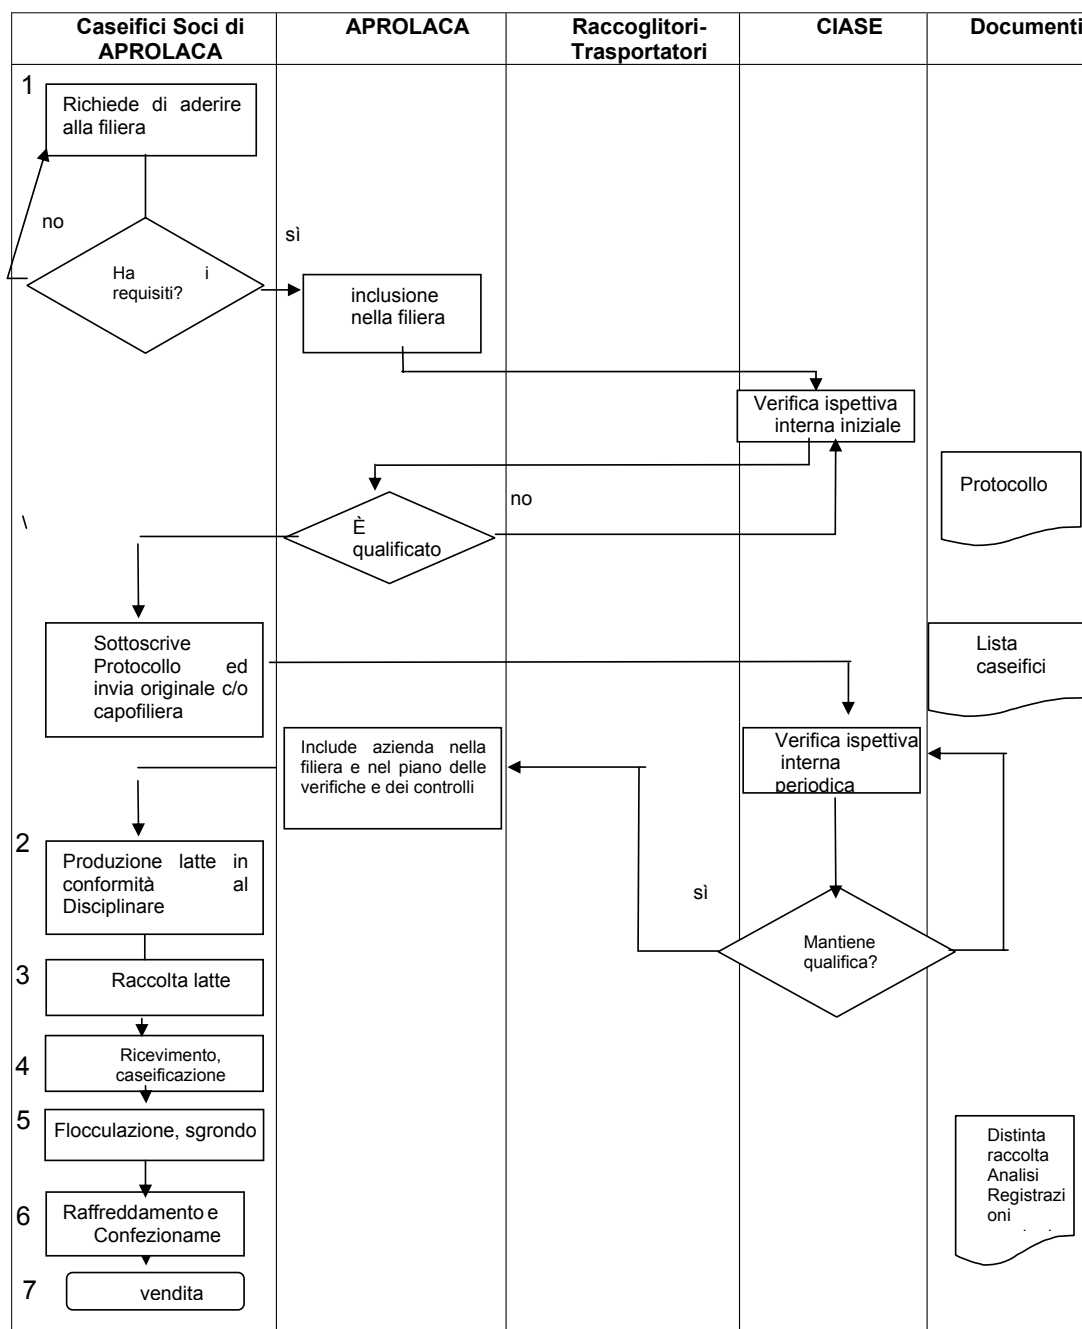 Caseifici Soci di
APROLACA
APROLACA
Raccoglitori-
Trasportatori
CIASE
Documenti
1
Richiede di aderire
alla filiera
no
sì
Ha i
requisiti?
inclusione
nella filiera
Verifica ispettiva
interna iniziale
Protocollo
no
\
È
qualificato
Sottoscrive
Protocollo ed
invia originale c/o
capofiliera
Lista
caseifici
Include azienda nella
filiera e nel piano delle
verifiche e dei controlli
Verifica ispettiva
interna
periodica
2
Produzione latte in
conformità al
Disciplinare
sì
Mantiene
qualifica?
3
Raccolta latte
4
Ricevimento,
caseificazione
5
Flocculazione, sgrondo
Distinta
raccolta
Analisi
Registrazi
oni
6
Raffreddamento e
Confezioname
7
vendita